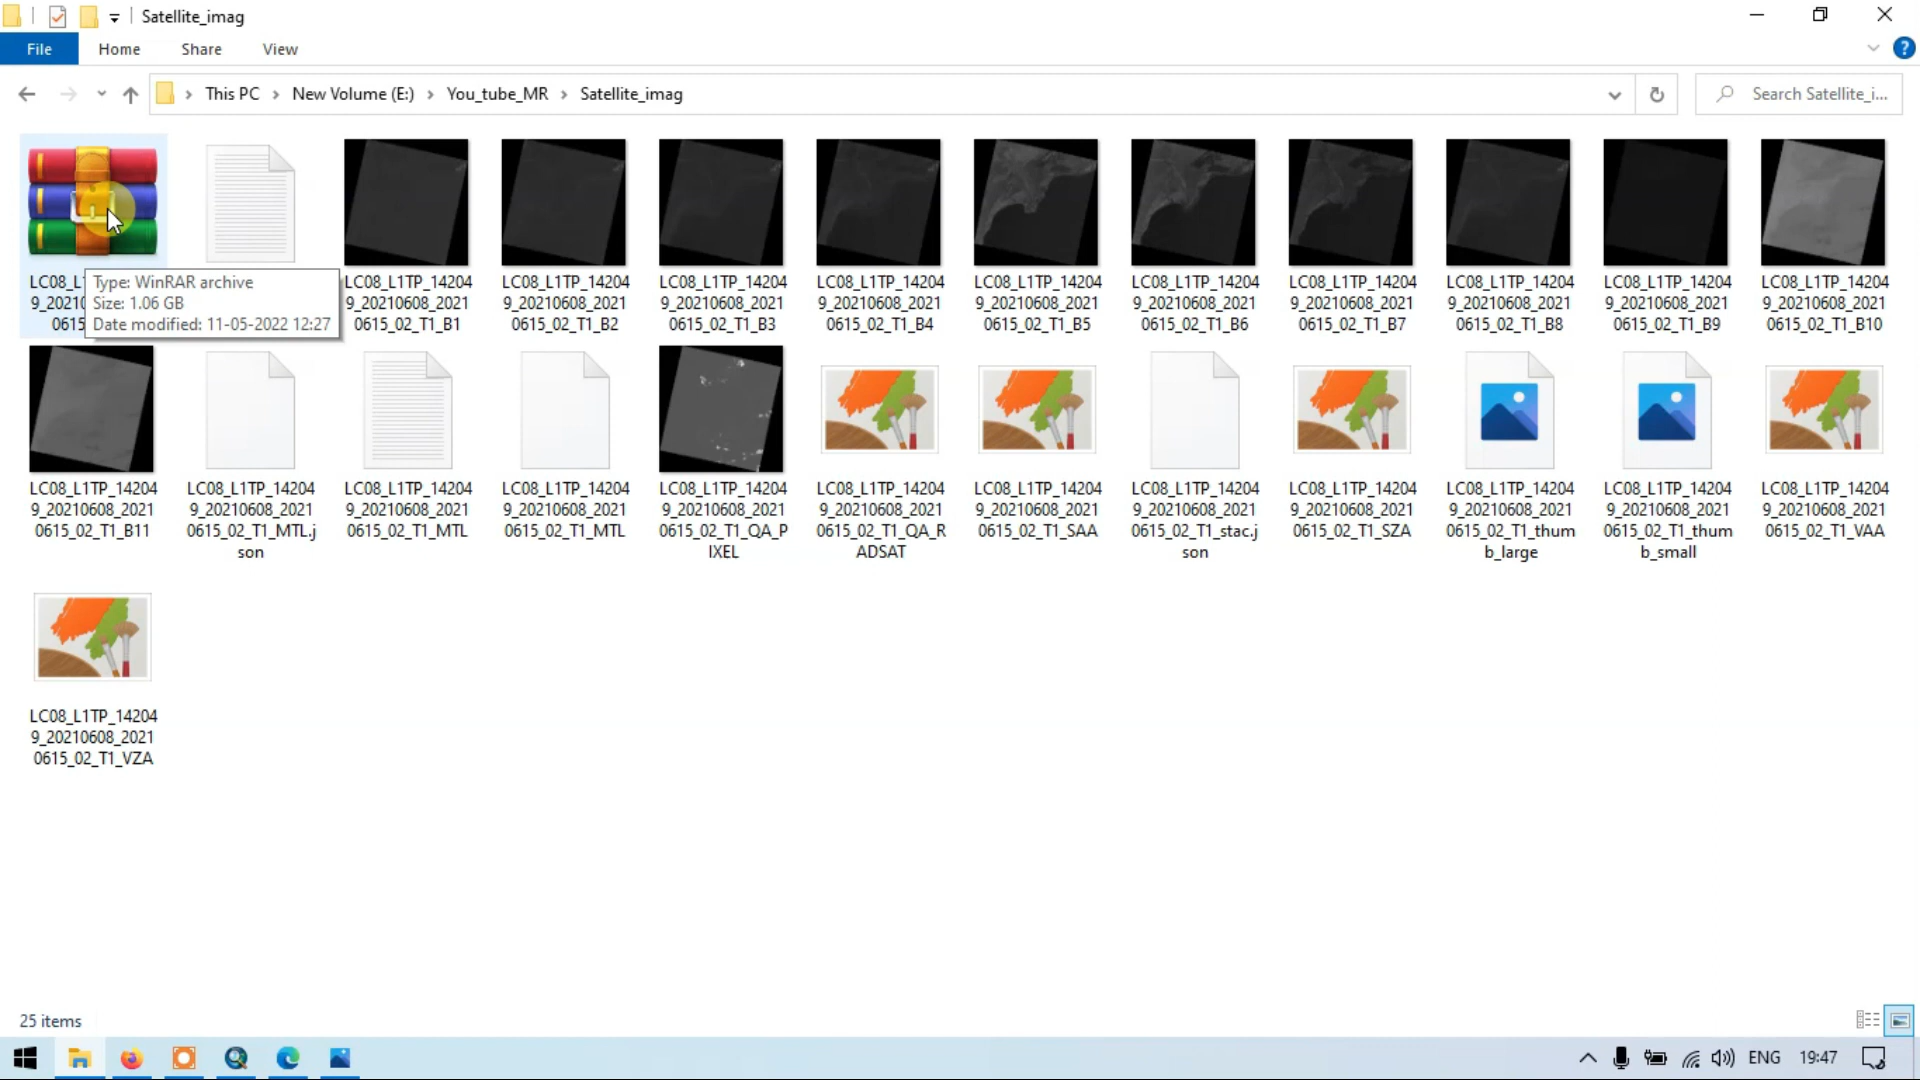 Satellite_imag
File Home Share View
This PC New Volume (E:) You_tube_MR Satellite_imag
Search Satellite_i...
LC08_L1TP_14204 LC08_L1TP_14204 LC08_L1TP_14204 LC08_L1TP_14204 LC08_L1TP_14204 LC08_L1TP_14204 LC08_L1TP_14204 LC08_L1TP_14204 LC08_L1TP_14204 LC08_L1TP_14204
9_20210608_2021 9_20210608_2021 9_20210608_2021 9_20210608_2021 9_20210608_2021 9_20210608_2021 9_20210608_2021 9_20210608_2021 9_20210608_2021 9_20210608_2021
0615_02_T1_B1 0615_02_T1_B2 0615_02_T1_B3 0615_02_T1_B4 0615_02_T1_B5 0615_02_T1_B6 0615_02_T1_B7 0615_02_T1_B8 0615_02_T1_B9 0615_02_T1_B10
Type: WinRAR archive
Size: 1.06 GB
Date modified: 11-05-2022 12:27
LC08_L1TP_14204 LC08_L1TP_14204 LC08_L1TP_14204 LC08_L1TP_14204 LC08_L1TP_14204 LC08_L1TP_14204 LC08_L1TP_14204 LC08_L1TP_14204 LC08_L1TP_14204 LC08_L1TP_14204 LC08_L1TP_14204 LC08_L1TP_14204
9_20210608_2021 9_20210608_2021 9_20210608_2021 9_20210608_2021 9_20210608_2021 9_20210608_2021 9_20210608_2021 9_20210608_2021 9_20210608_2021 9_20210608_2021 9_20210608_2021 9_20210608_2021
0615_02_T1_B11 0615_02_T1_MTL.j 0615_02_T1_MTL 0615_02_T1_MTL 0615_02_T1_QA_P 0615_02_T1_QA_R 0615_02_T1_SAA 0615_02_T1_stac.j 0615_02_T1_SZA 0615_02_T1_thum 0615_02_T1_thum 0615_02_T1_VAA
son IXEL ADSAT son b_large b_small
LC08_L1TP_14204
9_20210608_2021
0615_02_T1_VZA
25 items
ENG 19:47